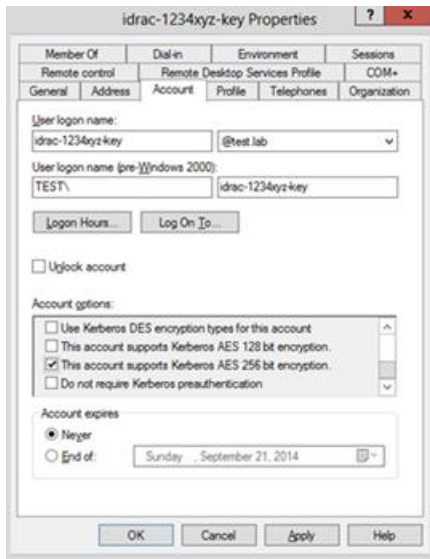 idrac-1234xyz-key Properties
? x
Member Of Dial-in Environment Sessions
Remote control Remote Desktop Services Profile COM+
General Address Account Profile Telephones Organization
User logon name:
idrac-1234xyz-key @test.lab
User logon name (pre-Windows 2000):
TEST\ idrac-1234xyz-key
Logon Hours... Log On To...
Unlock account
Account options:
Use Kerberos DES encryption types for this account
This account supports Kerberos AES 128 bit encryption.
This account supports Kerberos AES 256 bit encryption.
Do not require Kerberos preauthentication
Account expires
Never
End of: Sunday , September 21, 2014
OK Cancel Apply Help